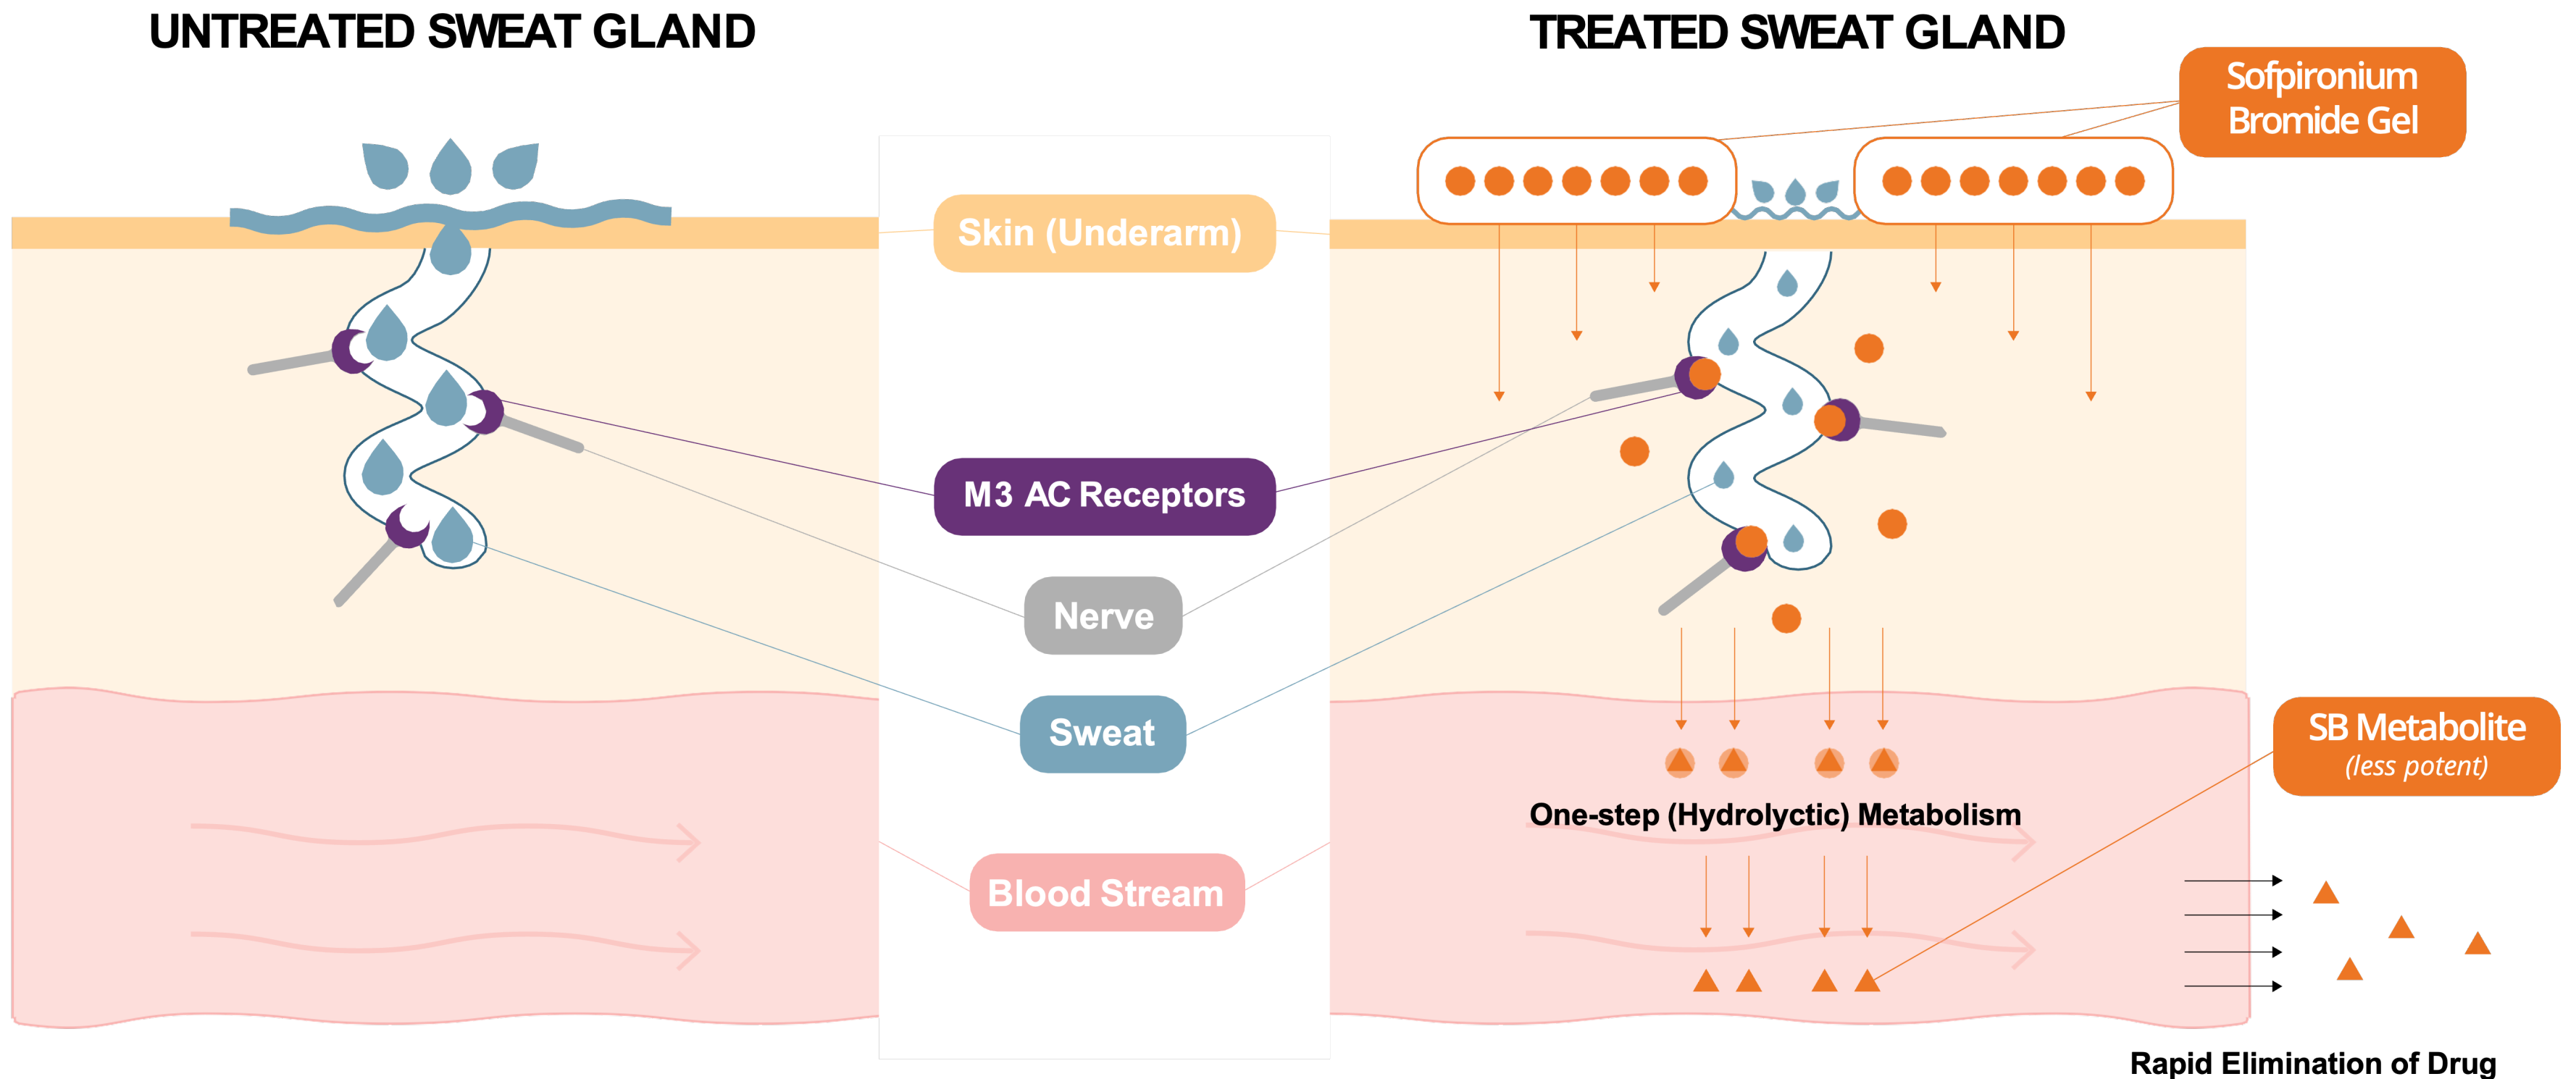 UNTREATED SWEAT GLAND
TREATED SWEAT GLAND
Sofpironium
Bromide Gel
Skin (Underarm)
M3 AC Receptors
Nerve
Sweat
Blood Stream
One-step (Hydrolyctic) Metabolism
SB Metabolite
(less potent)
Rapid Elimination of Drug